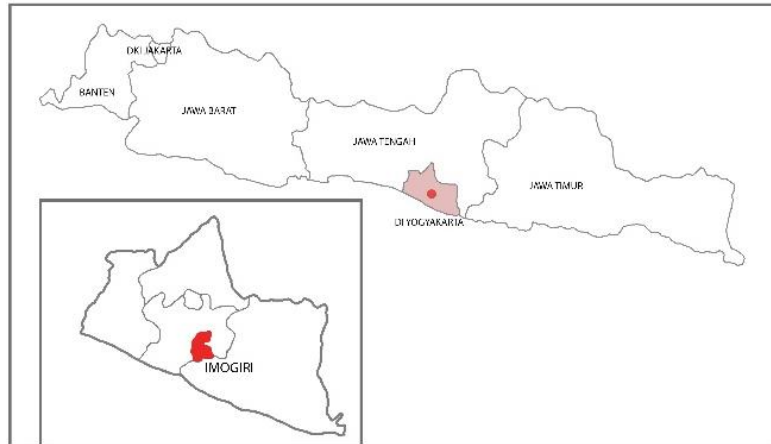 DKI JAKARTA
BANTEN
JAWA BARAT
JAWA TENGAH
JAWA TIMUR
DI YOGYAKARTA
IMOGIRI